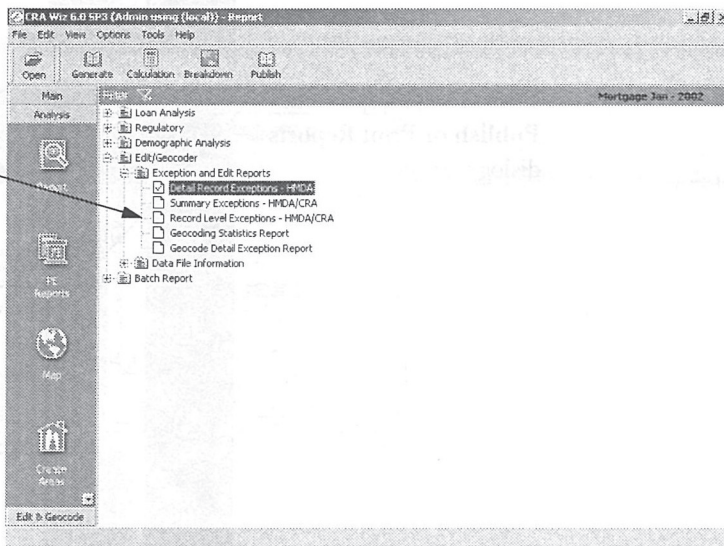 CRA Wiz 6.0 SP3 (Admin using (local)) - Report
File Edit View Options Tools Help
Open Generate Calculation Breakdown Publish
Main
Analysis
Report
PE
Reports
Map
Create
Areas
Edit & Geocode
Mortgage Jan - 2002
Loan Analysis
Regulatory
Demographic Analysis
Edit/Geocoder
Exception and Edit Reports
Detail Record Exceptions - HMDA
Summary Exceptions - HMDA/CRA
Record Level Exceptions - HMDA/CRA
Geocoding Statistics Report
Geocode Detail Exception Report
Data File Information
Batch Report